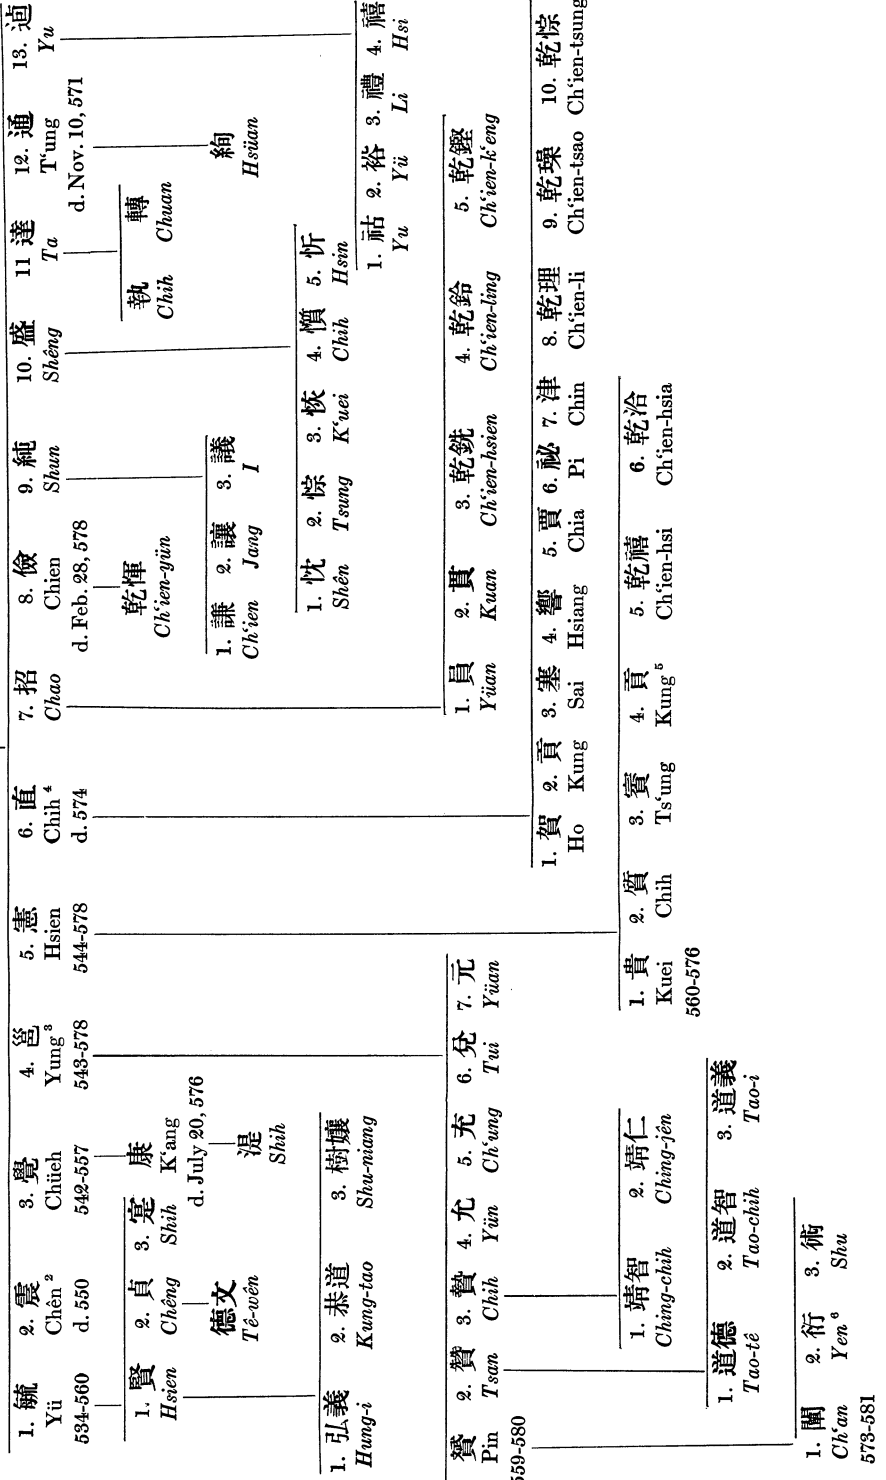 1. 毓 2. 震 3. 覺 4. 邕 5. 憲 6. 直 7. 招 8. 儉 9. 純 10. 盛 11 達 12. 通 13. 逌
Yü Chên ² Chüeh Yung ³ Hsien Chih ⁴ Chao Chien Shun Shêng Ta T‘ung Yu
534-560 d. 550 542-557 543-578 544-578 d. 574 d. Feb. 28, 578 d. Nov. 10, 571
1. 賢 2. 貞 3. 寔
Hsien Chêng Shih
康
K‘ang
d. July 20, 576
乾惲
Ch‘ien-yün
執 轉
Chih Chuan
德文
Tê-wên
湜
Shih
1. 謙 2. 讓 3. 議
Ch‘ien Jang I
絢
Hsüan
1. 忱 2. 悰 3. 恢 4. 懫 5. 忻
Shên Tsung K‘uei Chih Hsin
1. 弘義 2. 恭道 3. 樹孃
Hung-i Kung-tao Shu-niang
1. 祐 2. 裕 3. 禮 4. 禧
Yu Yü Li Hsi
贇 2. 贊 3. 贄 4. 允 5. 充 6. 兌 7. 元
Pin Tsan Chih Yün Ch‘ung Tui Yüan
559-580
1. 員 2. 貫 3. 乾銑 4. 乾鈴 5. 乾鏗
Yüan Kuan Ch‘ien-hsien Ch‘ien-ling Ch‘ien-k‘eng
1. 賀 2. 貢 3. 塞 4. 響 5. 賈 6. 祕 7. 津 8. 乾理 9. 乾璪 10. 乾悰
Ho Kung Sai Hsiang Chia Pi Chin Ch‘ien-li Ch‘ien-tsao Ch‘ien-tsung
1. 靖智 2. 靖仁
Ching-chih Ching-jên
1. 貴 2. 質 3. 賨 4. 貢 5. 乾禧 6. 乾洽
Kuei Chih Ts‘ung Kung ⁵ Ch‘ien-hsi Ch‘ien-hsia
560-576
1. 道德 2. 道智 3. 道義
Tao-tê Tao-chih Tao-i
1. 闡 2. 衍 3. 術
Ch‘an Yen ⁶ Shu
573-581